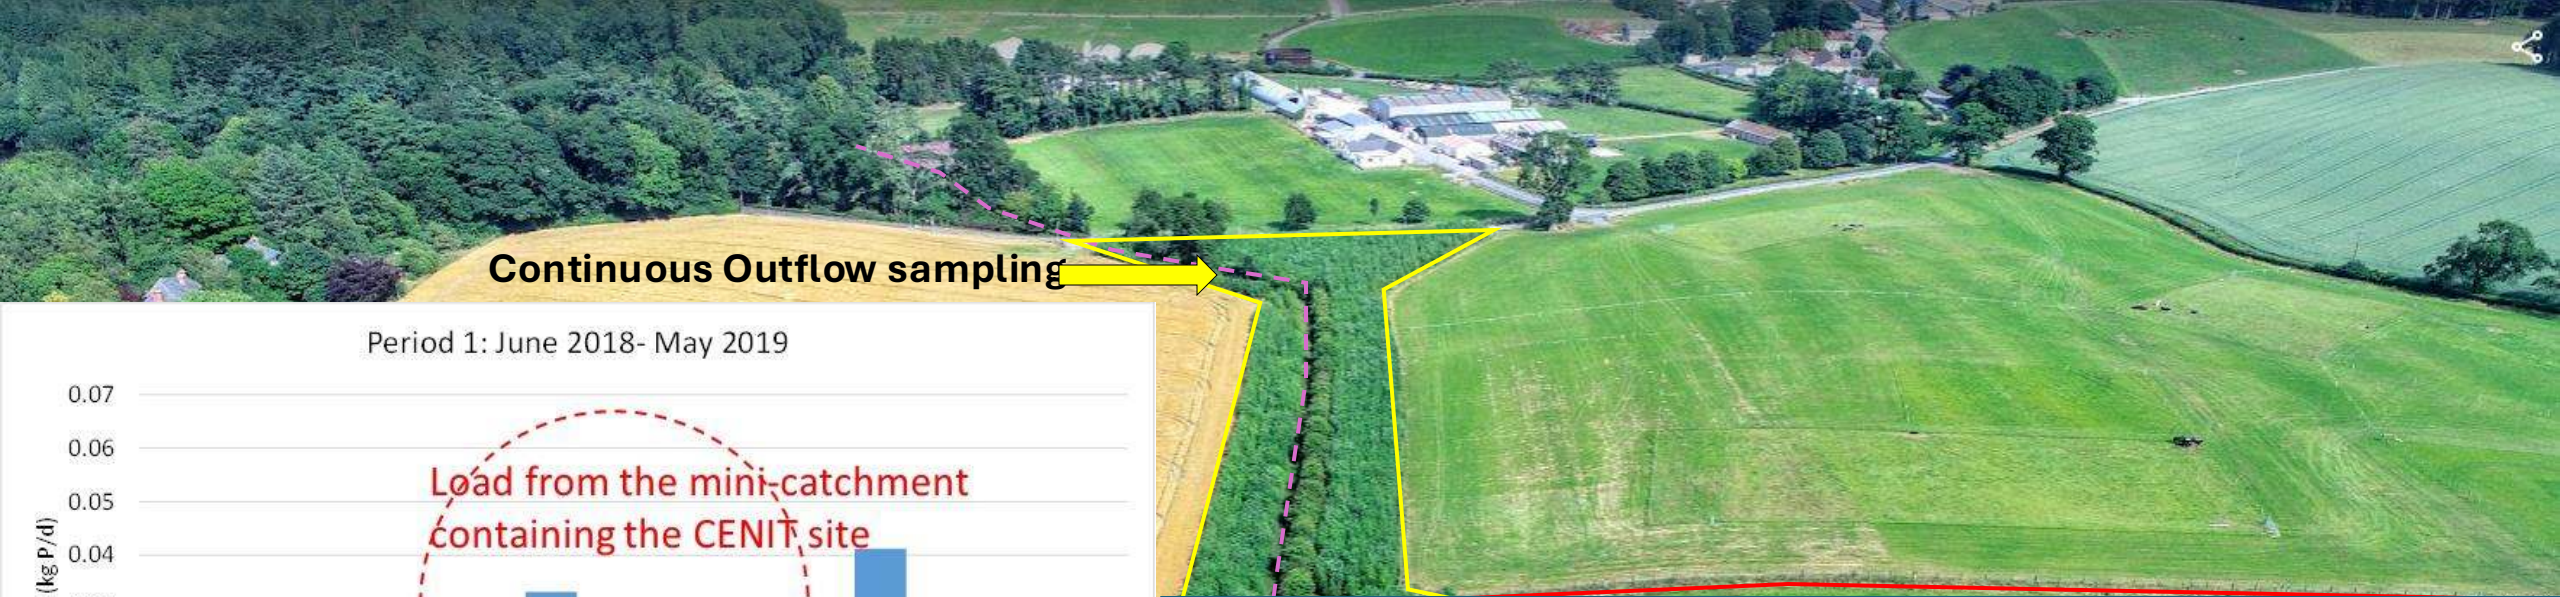 Continuous Outflow sampling
Period 1: June 2018- May 2019
0.07
0.06
Load from the mini-catchment
0.05
containing the CENIT site
0.04
(kg P/d)